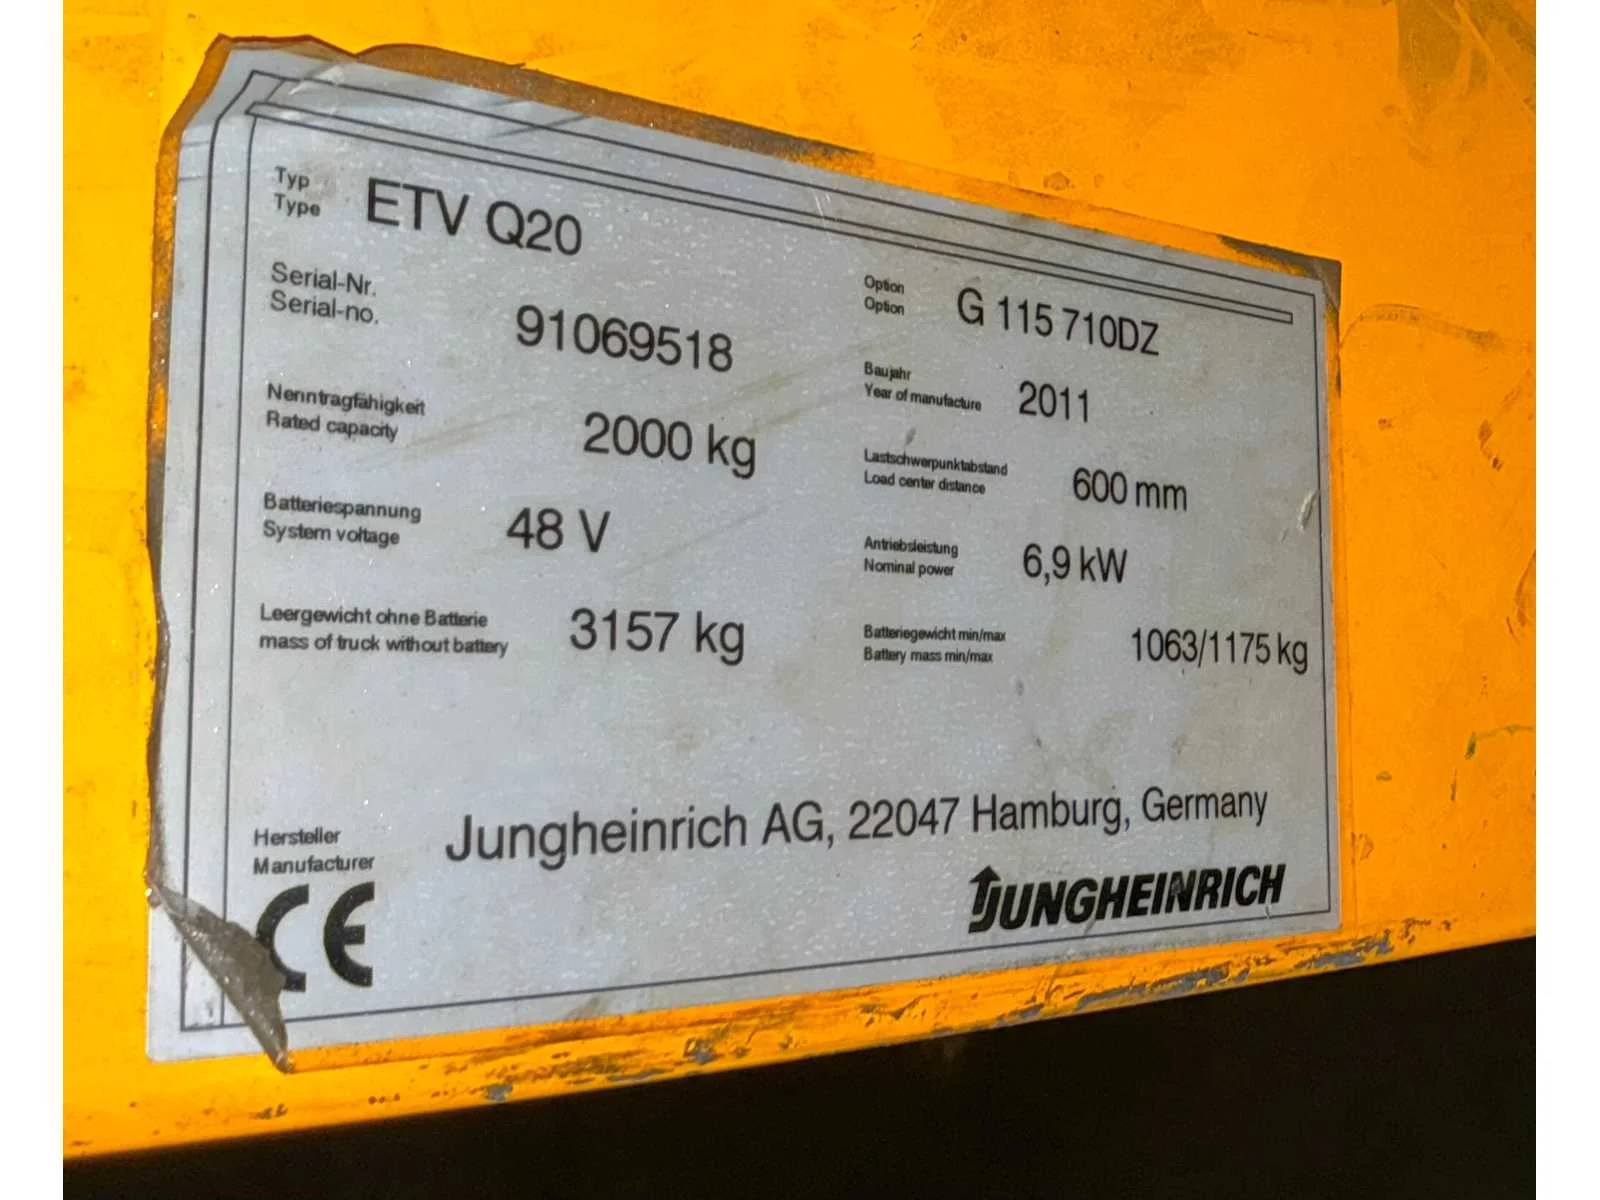 Typ
Type
ETV Q20
Serial-Nr.
Serial-no.
91069518
Option
Option
G 115 710DZ
Nenntragfähigkeit
Rated capacity
2000 kg
Baujahr
Year of manufacture
2011
Batteriespannung
System voltage
48 V
Lastschwerpunktabstand
Load center distance
600 mm
Leergewicht ohne Batterie
mass of truck without battery
3157 kg
Antriebsleistung
Nominal power
6,9 kW
Batteriegewicht min/max
Battery mass min/max
1063/1175 kg
Hersteller
Manufacturer
Jungheinrich AG, 22047 Hamburg, Germany
CE
JUNGHEINRICH